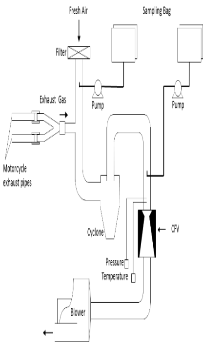 Fresh Air
Sampling Bag
Filter
Exhaust Gas
Pump
Pump
Motorcycle
exhaust pipes
Cyclone
CFV
Pressure
Temperature
Blower